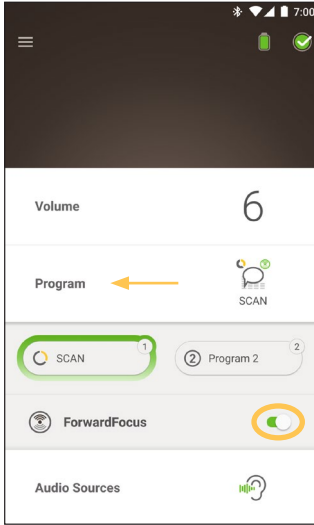 7:00
Volume 6
Program
SCAN
SCAN 1
2 Program 2 2
ForwardFocus
Audio Sources